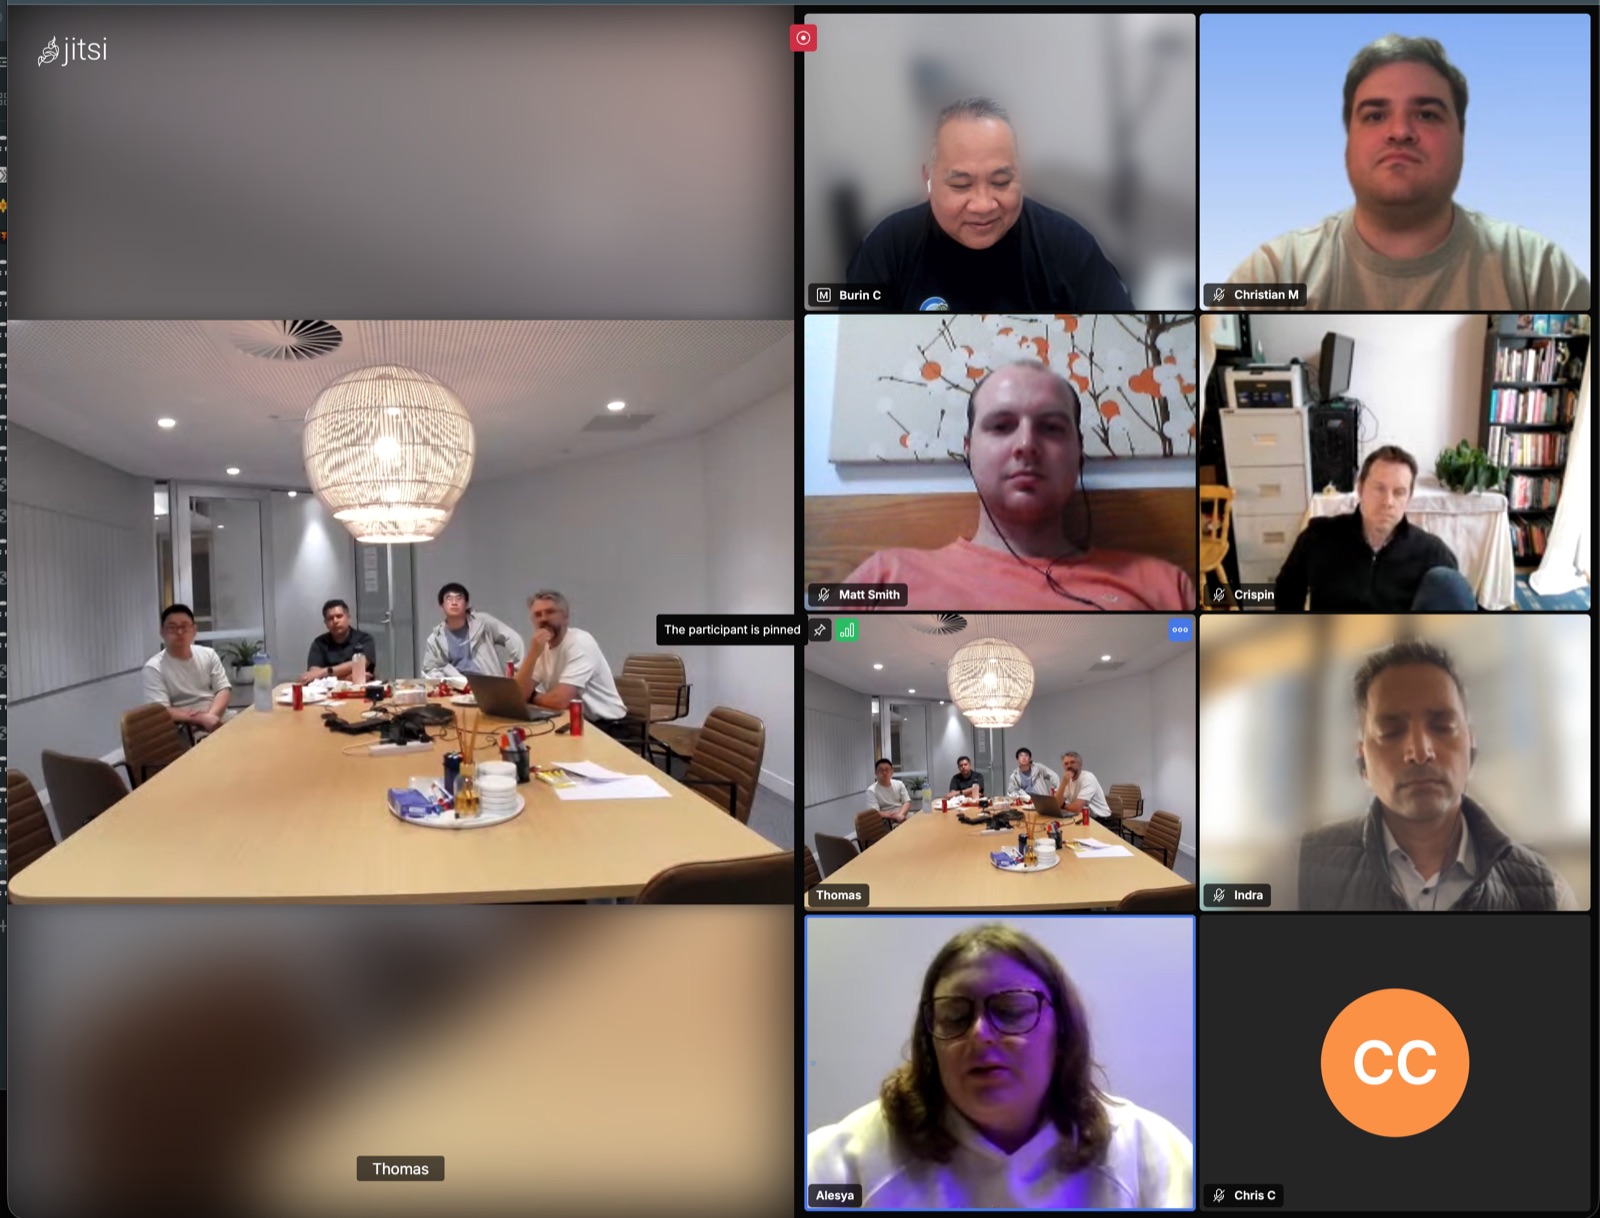 jitsi
Burin C
Christian M
Matt Smith
Crispin
The participant is pinned
Thomas
Indra
Thomas
Alesya
CC
Chris C